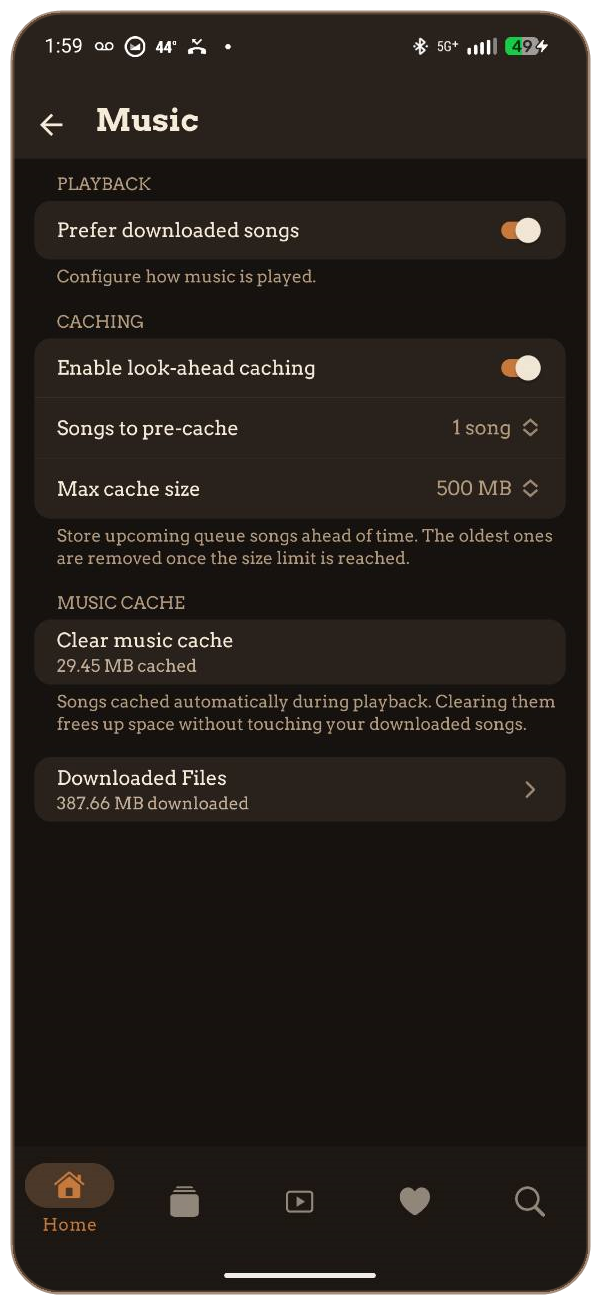 1:59 44° 5G+ 49
Music
PLAYBACK
Prefer downloaded songs
Configure how music is played.
CACHING
Enable look-ahead caching
Songs to pre-cache 1 song
Max cache size 500 MB
Store upcoming queue songs ahead of time. The oldest ones
are removed once the size limit is reached.
MUSIC CACHE
Clear music cache
29.45 MB cached
Songs cached automatically during playback. Clearing them
frees up space without touching your downloaded songs.
Downloaded Files
387.66 MB downloaded
Home